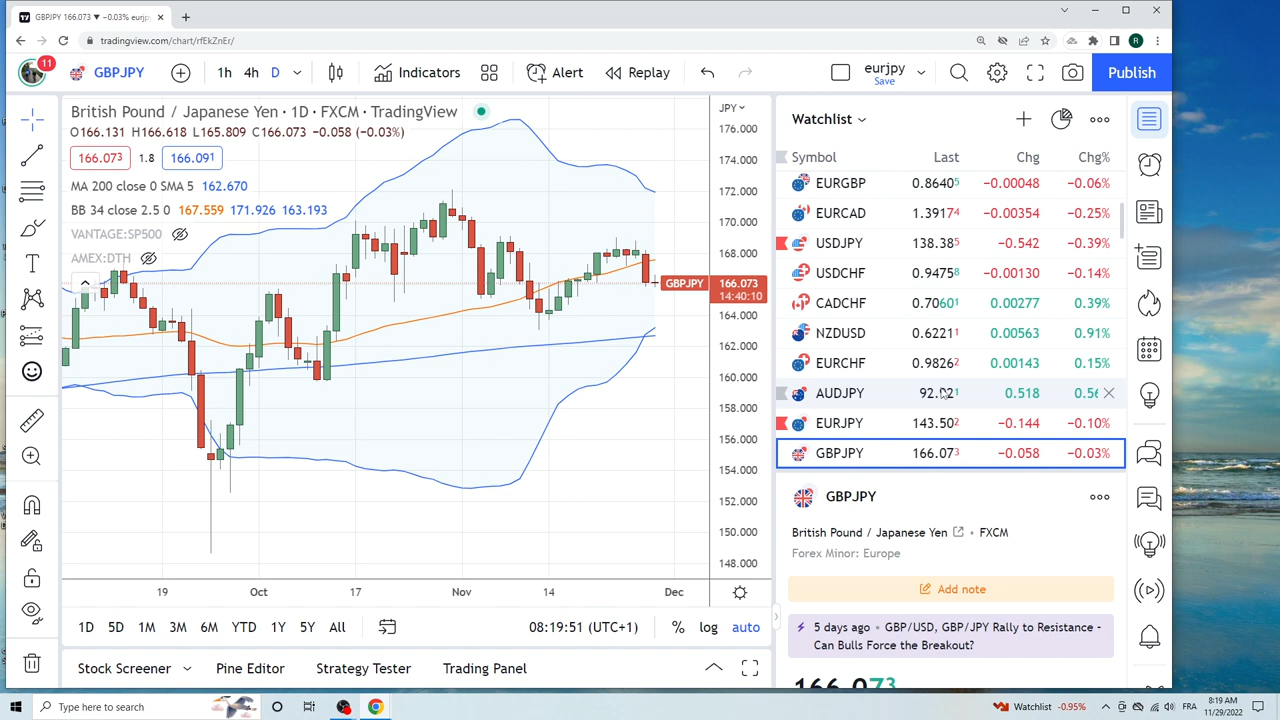 GBPJPY 166.073 ▼ −0.03% eurjp
tradingview.com/chart/rfEkZnEr/
R
11
GBPJPY
1h 4h D
Indicators
Alert
Replay
eurjpy
Save
Publish
British Pound / Japanese Yen · 1D · FXCM · TradingView
O166.131 H166.618 L165.809 C166.073 −0.058 (−0.03%)
166.073 1.8 166.091
MA 200 close 0 SMA 5 162.670
BB 34 close 2.5 0 167.559 171.926 163.193
VANTAGE:SP500
AMEX:DTH
JPY
176.000
174.000
172.000
170.000
168.000
GBPJPY 166.073
14:40:10
164.000
162.000
160.000
158.000
156.000
154.000
152.000
150.000
148.000
19 Oct 17 Nov 14 Dec
1D 5D 1M 3M 6M YTD 1Y 5Y All
08:19:51 (UTC+1)
% log auto
Stock Screener
Pine Editor
Strategy Tester
Trading Panel
Watchlist
Symbol Last Chg Chg%
EURGBP 0.86405 −0.00048 −0.06%
EURCAD 1.39174 −0.00354 −0.25%
USDJPY 138.385 −0.542 −0.39%
USDCHF 0.94758 −0.00130 −0.14%
CADCHF 0.70601 0.00277 0.39%
NZDUSD 0.62211 0.00563 0.91%
EURCHF 0.98262 0.00143 0.15%
AUDJPY 92.021 0.518 0.56
EURJPY 143.502 −0.144 −0.10%
GBPJPY 166.073 −0.058 −0.03%
GBPJPY
British Pound / Japanese Yen • FXCM
Forex Minor: Europe
Add note
5 days ago • GBP/USD, GBP/JPY Rally to Resistance -
Can Bulls Force the Breakout?
166.073
Type here to search
Watchlist −0.95%
FRA
8:19 AM
11/29/2022